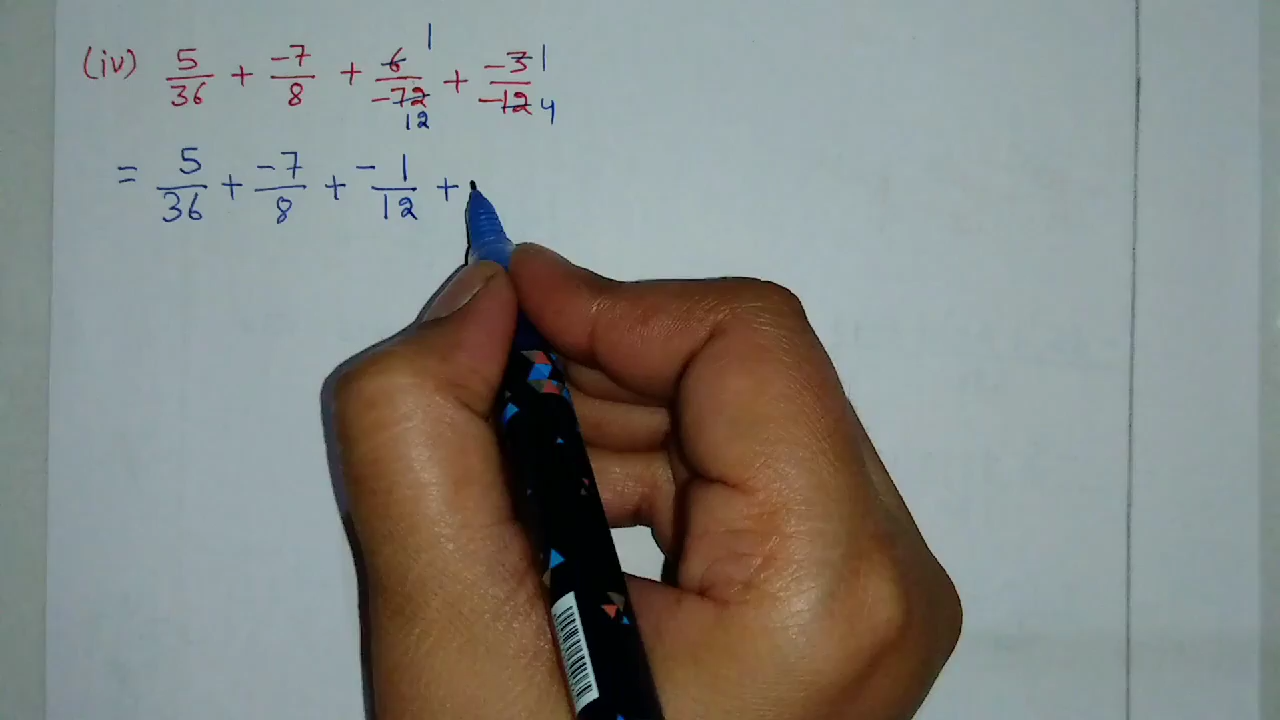 (iv) 5/36 + -7/8 + 6/-72 + -3/-12 1 12 1 4
= 5/36 + -7/8 + - 1/12 +